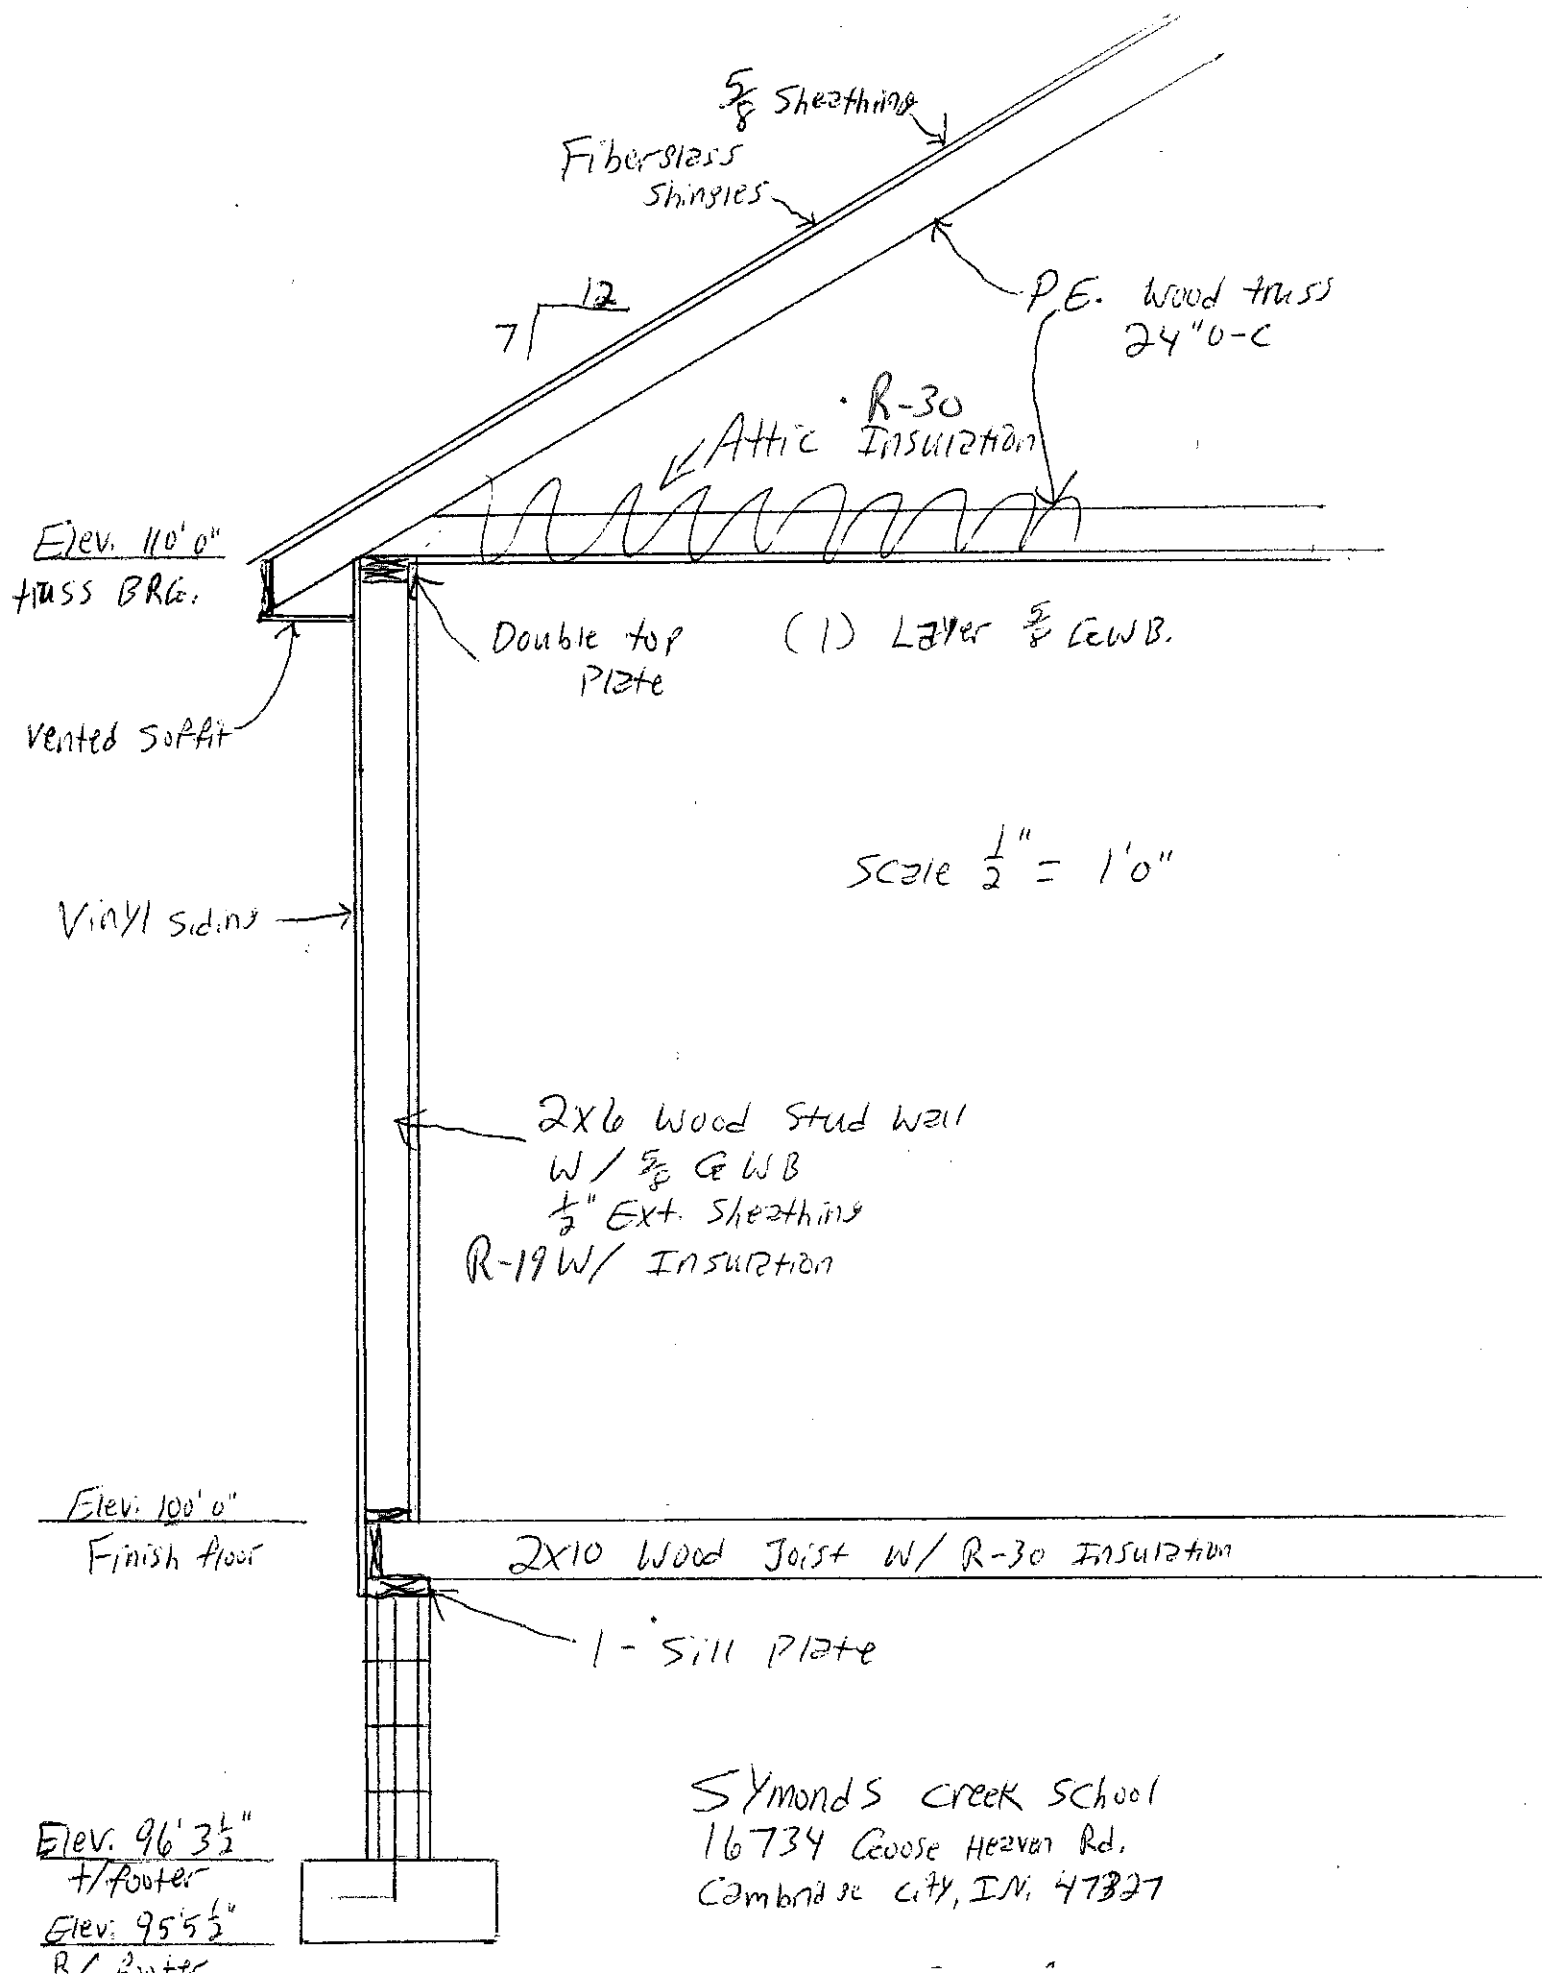 5/8 Sheathing
Fiberglass
shingles
12
7
P.E. Wood truss
24" O-C
R-30
Attic Insulation
Elev. 110' 0"
truss BRG.
Double top
Plate
(1) Layer 5/8 GWB.
Vented Soffit
Scale 1/2" = 1'0"
Vinyl siding
2x6 Wood Stud Wall
W/ 5/8 GWB
1/2" Ext. Sheathing
R-19 W/ Insulation
Elev. 100' 0"
Finish floor
2x10 Wood Joist W/ R-30 Insulation
1- Sill Plate
Symonds Creek School
16734 Goose Heaven Rd.
Cambridge City, IN. 47327
Elev. 96' 3 1/2"
t/footer
Elev. 95' 5 1/2"
B/ footer